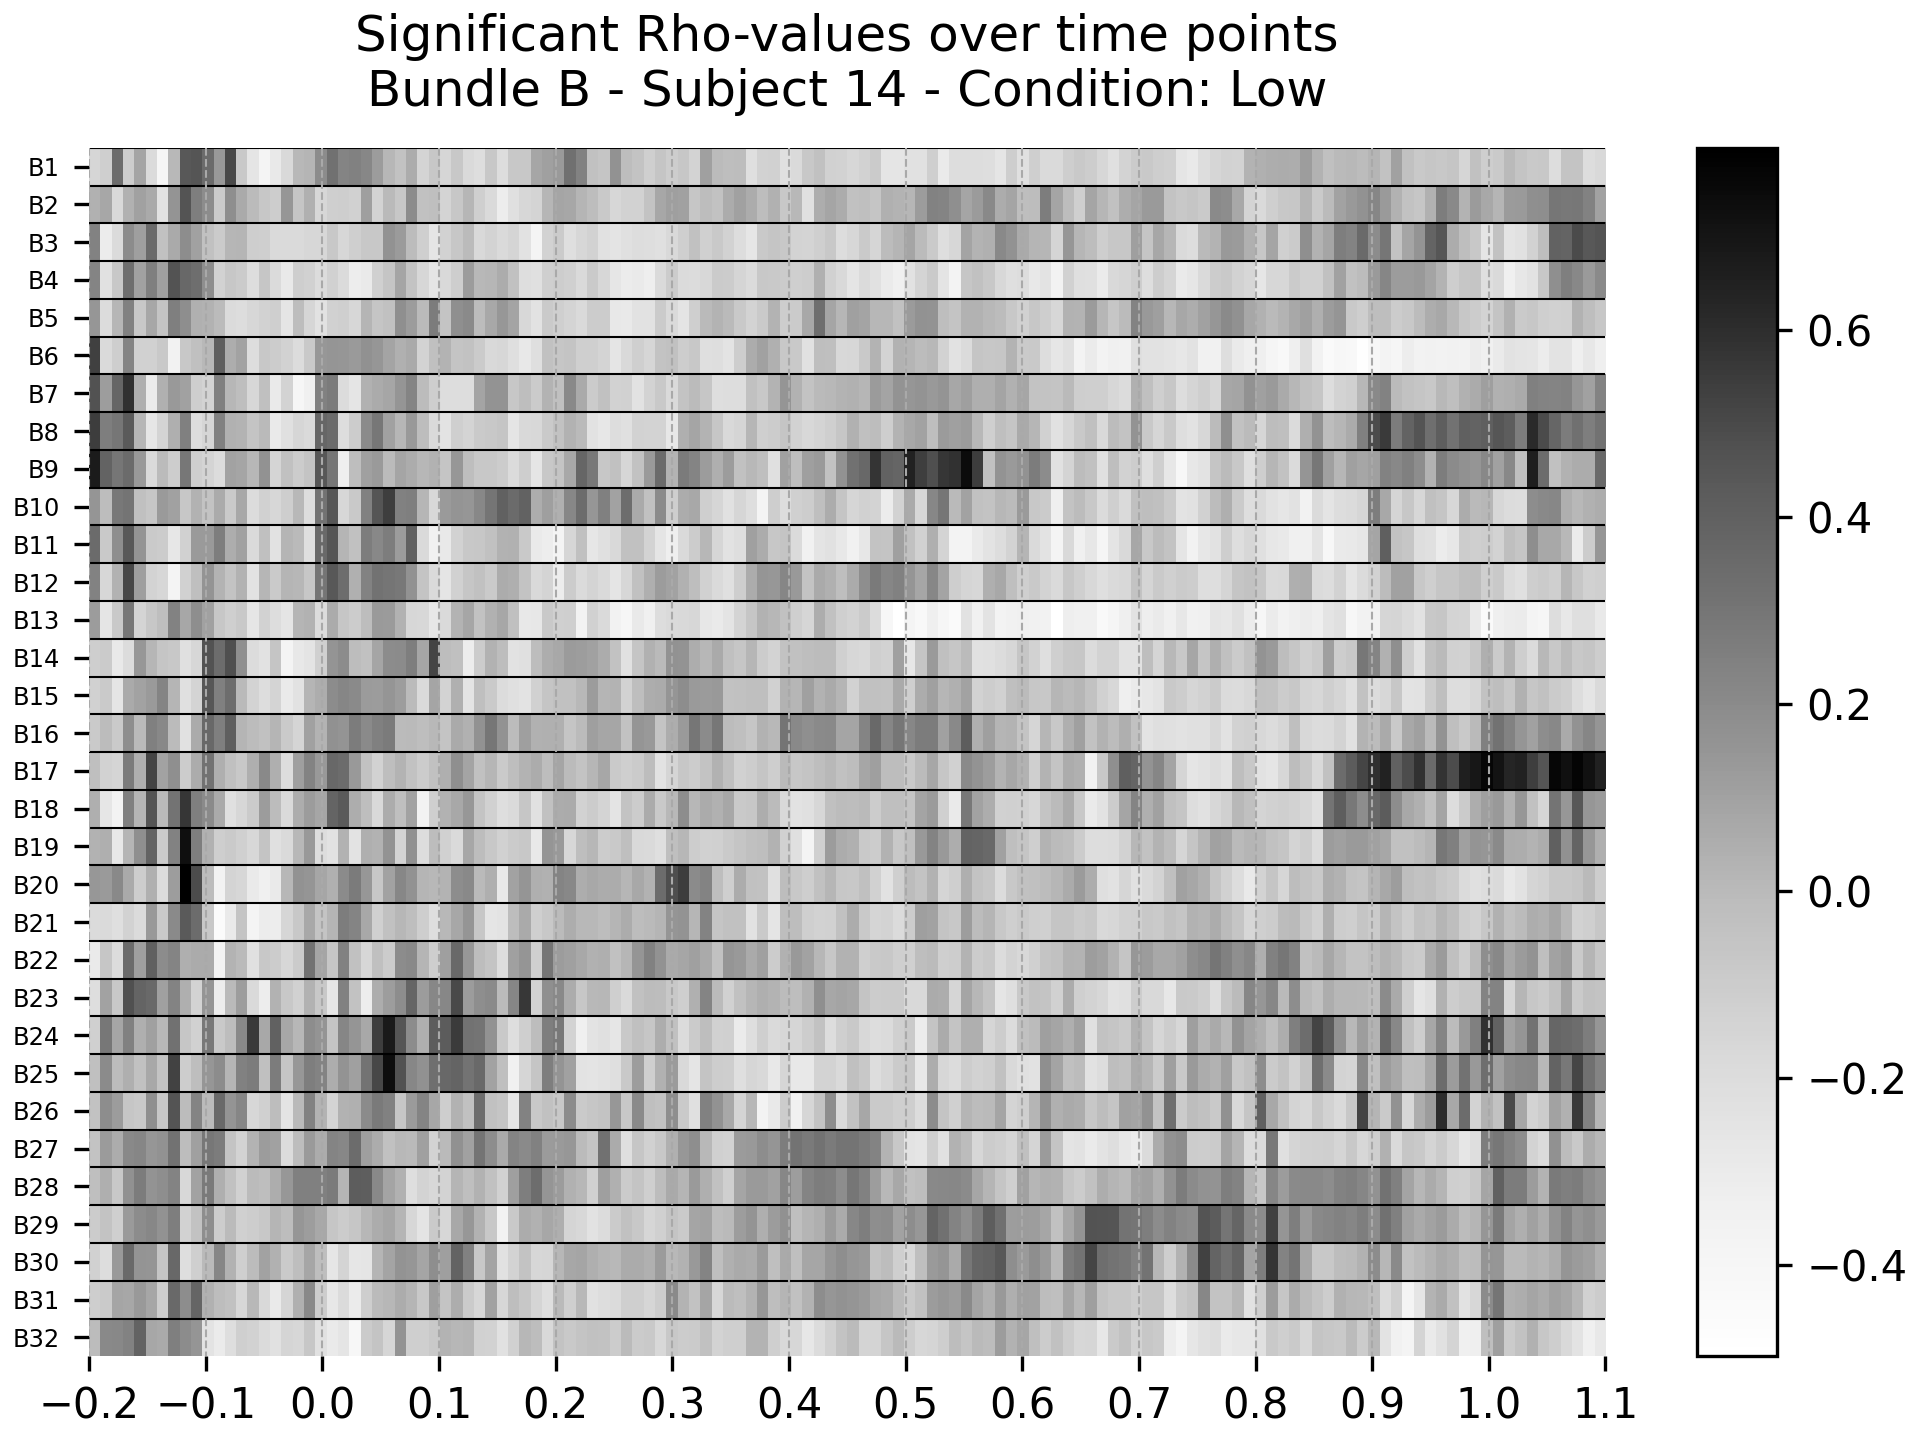 Significant Rho-values over time points
Bundle B - Subject 14 - Condition: Low
B1
B2
B3
B4
B5
B6
B7
B8
B9
B10
B11
B12
B13
B14
B15
B16
B17
B18
B19
B20
B21
B22
B23
B24
B25
B26
B27
B28
B29
B30
B31
B32
−0.2 −0.1 0.0 0.1 0.2 0.3 0.4 0.5 0.6 0.7 0.8 0.9 1.0 1.1
0.6
0.4
0.2
0.0
−0.2
−0.4